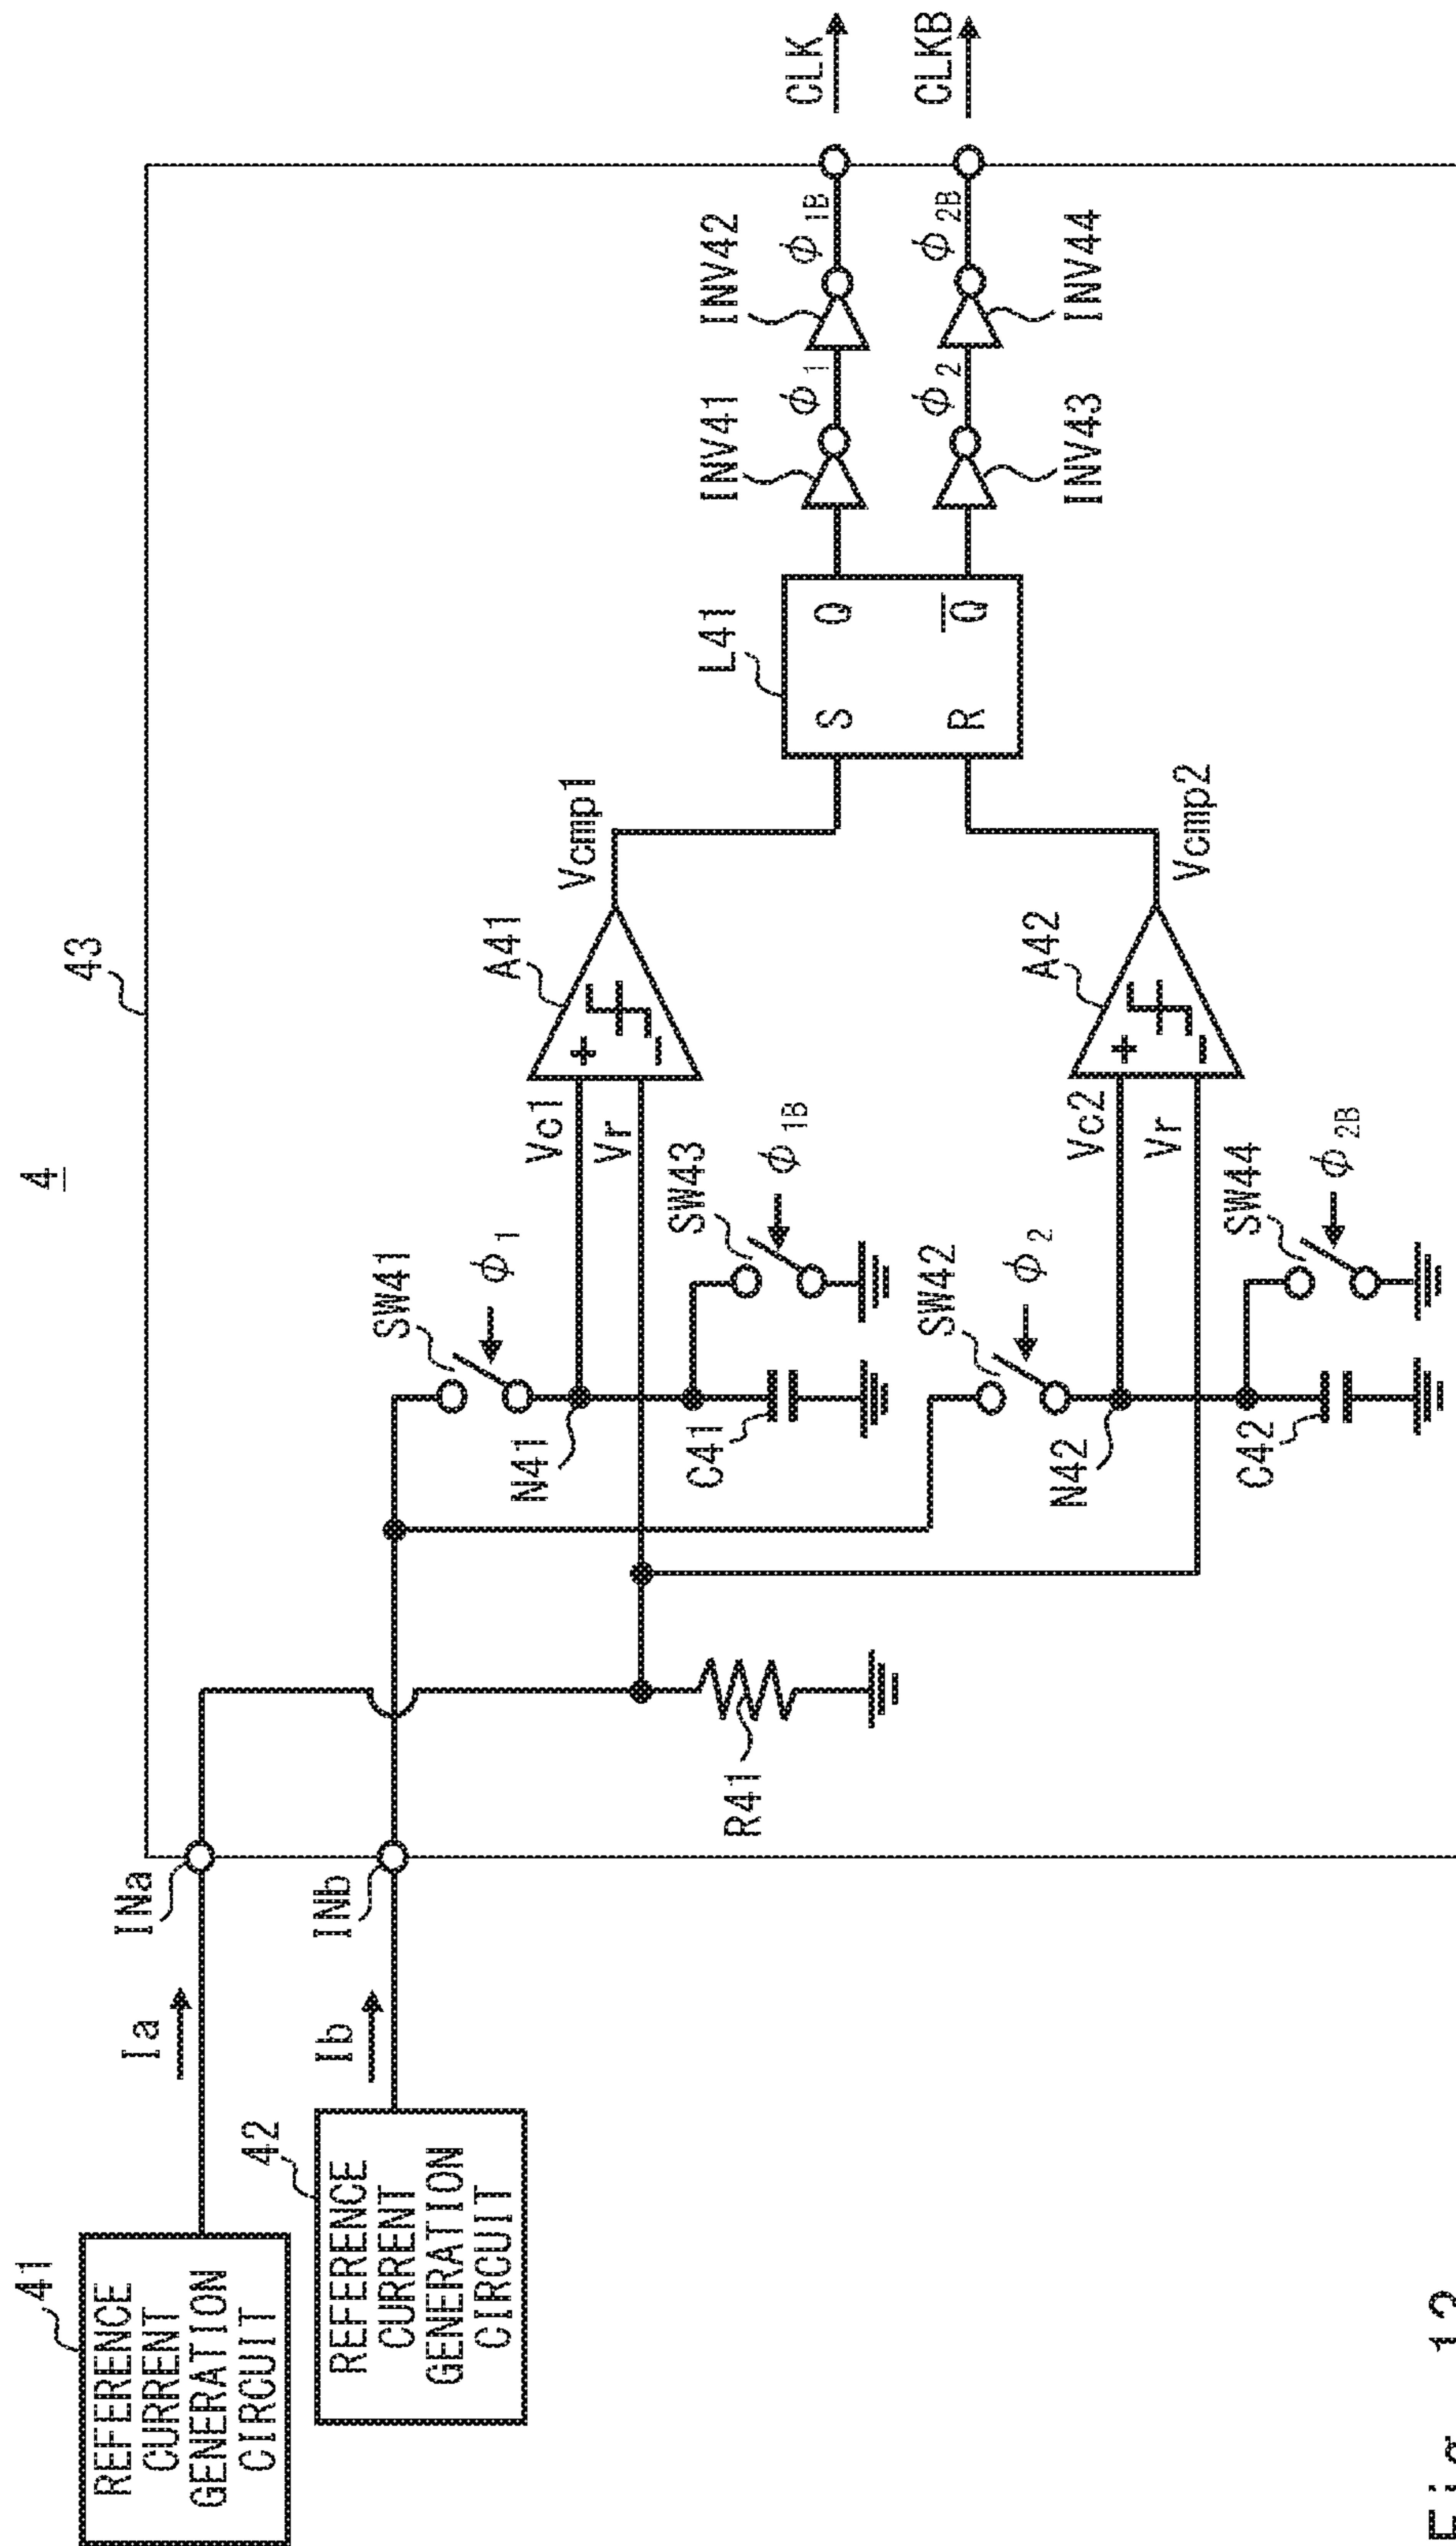 4
41
REFERENCE
CURRENT
GENERATION
CIRCUIT
42
REFERENCE
CURRENT
GENERATION
CIRCUIT
Ia
Ib
INa
INb
43
R41
SW41
ϕ1
N41
C41
SW43
ϕ1B
Vc1
Vr
A41
+
−
Vcmp1
SW42
ϕ2
N42
C42
SW44
ϕ2B
Vc2
Vr
A42
+
−
Vcmp2
L41
S
Q
R
Q̅
INV41
ϕ1
INV42
ϕ1B
CLK
INV43
ϕ2
INV44
ϕ2B
CLKB